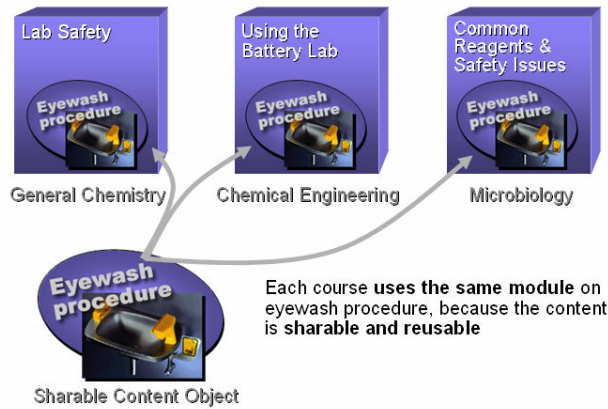 Lab Safety
Eyewash
procedure
General Chemistry
Using the
Battery Lab
Eyewash
procedure
Chemical Engineering
Common
Reagents &
Safety Issues
Eyewash
procedure
Microbiology
Eyewash
procedure
Sharable Content Object
Each course uses the same module on
eyewash procedure, because the content
is sharable and reusable